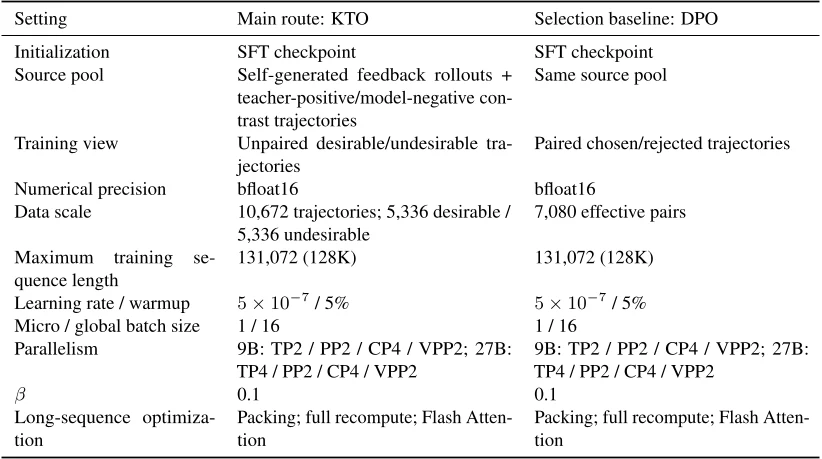 Setting Main route: KTO Selection baseline: DPO
Initialization SFT checkpoint SFT checkpoint
Source pool Self-generated feedback rollouts + Same source pool
teacher-positive/model-negative con-
trast trajectories
Training view Unpaired desirable/undesirable tra- Paired chosen/rejected trajectories
jectories
Numerical precision bfloat16 bfloat16
Data scale 10,672 trajectories; 5,336 desirable / 7,080 effective pairs
5,336 undesirable
Maximum training se- 131,072 (128K) 131,072 (128K)
quence length
Learning rate / warmup 5 × 10⁻⁷ / 5% 5 × 10⁻⁷ / 5%
Micro / global batch size 1 / 16 1 / 16
Parallelism 9B: TP2 / PP2 / CP4 / VPP2; 27B: 9B: TP2 / PP2 / CP4 / VPP2; 27B:
TP4 / PP2 / CP4 / VPP2 TP4 / PP2 / CP4 / VPP2
β 0.1 0.1
Long-sequence optimiza- Packing; full recompute; Flash Atten- Packing; full recompute; Flash Atten-
tion tion tion